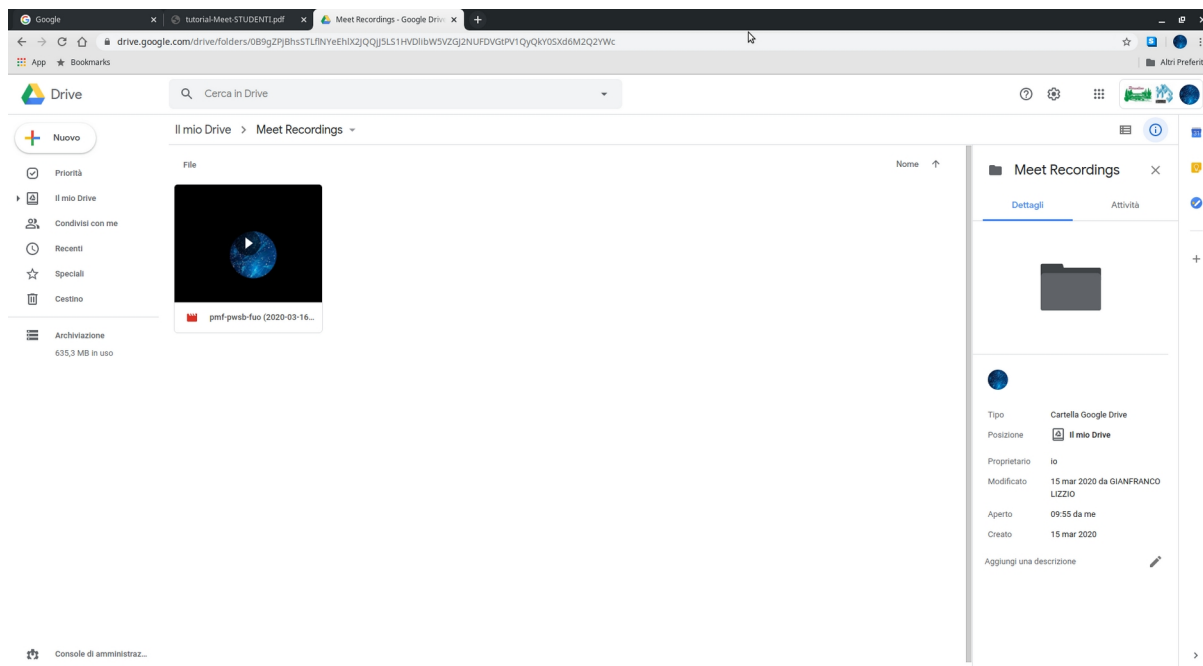 Google
tutorial-Meet-STUDENTI.pdf
Meet Recordings - Google Driv
drive.google.com/drive/folders/0B9gZPjBhsSTLflNYeEhlX2JQQJJ5LS1HVDlibW5VZGJ2NUFDVGtPV1QyQkY0SXd6M2Q2YWc
App Bookmarks Altri Preferit
Drive
Cerca in Drive
Nuovo
Il mio Drive > Meet Recordings
Priorità
Il mio Drive
Condivisi con me
Recenti
Speciali
Cestino
Archiviazione
635,3 MB in uso
Console di amministraz...
File Nome
pmf-pwsb-fuo (2020-03-16...
Meet Recordings
Dettagli Attività
Tipo Cartella Google Drive
Posizione Il mio Drive
Proprietario io
Modificato 15 mar 2020 da GIANFRANCO
LIZZIO
Aperto 09:55 da me
Creato 15 mar 2020
Aggiungi una descrizione